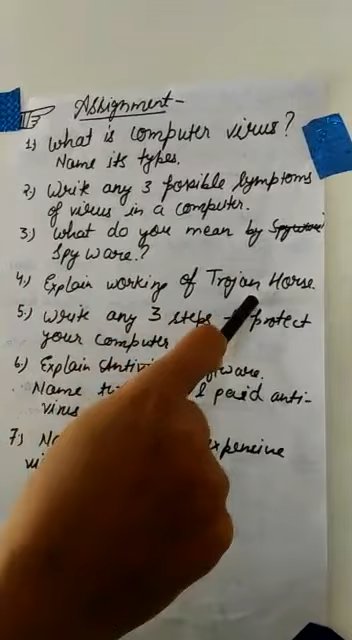 Assignment-
1) What is computer virus?
Name its types.
2.) Write any 3 possible Symptoms
of virus in a computer.
3.) What do you mean by
Spy ware.?
4.) Explain working of Trojan Horse.
5.) Write any 3 steps protect
your computer
6.) Explain
Name paid anti-
virus
7.)